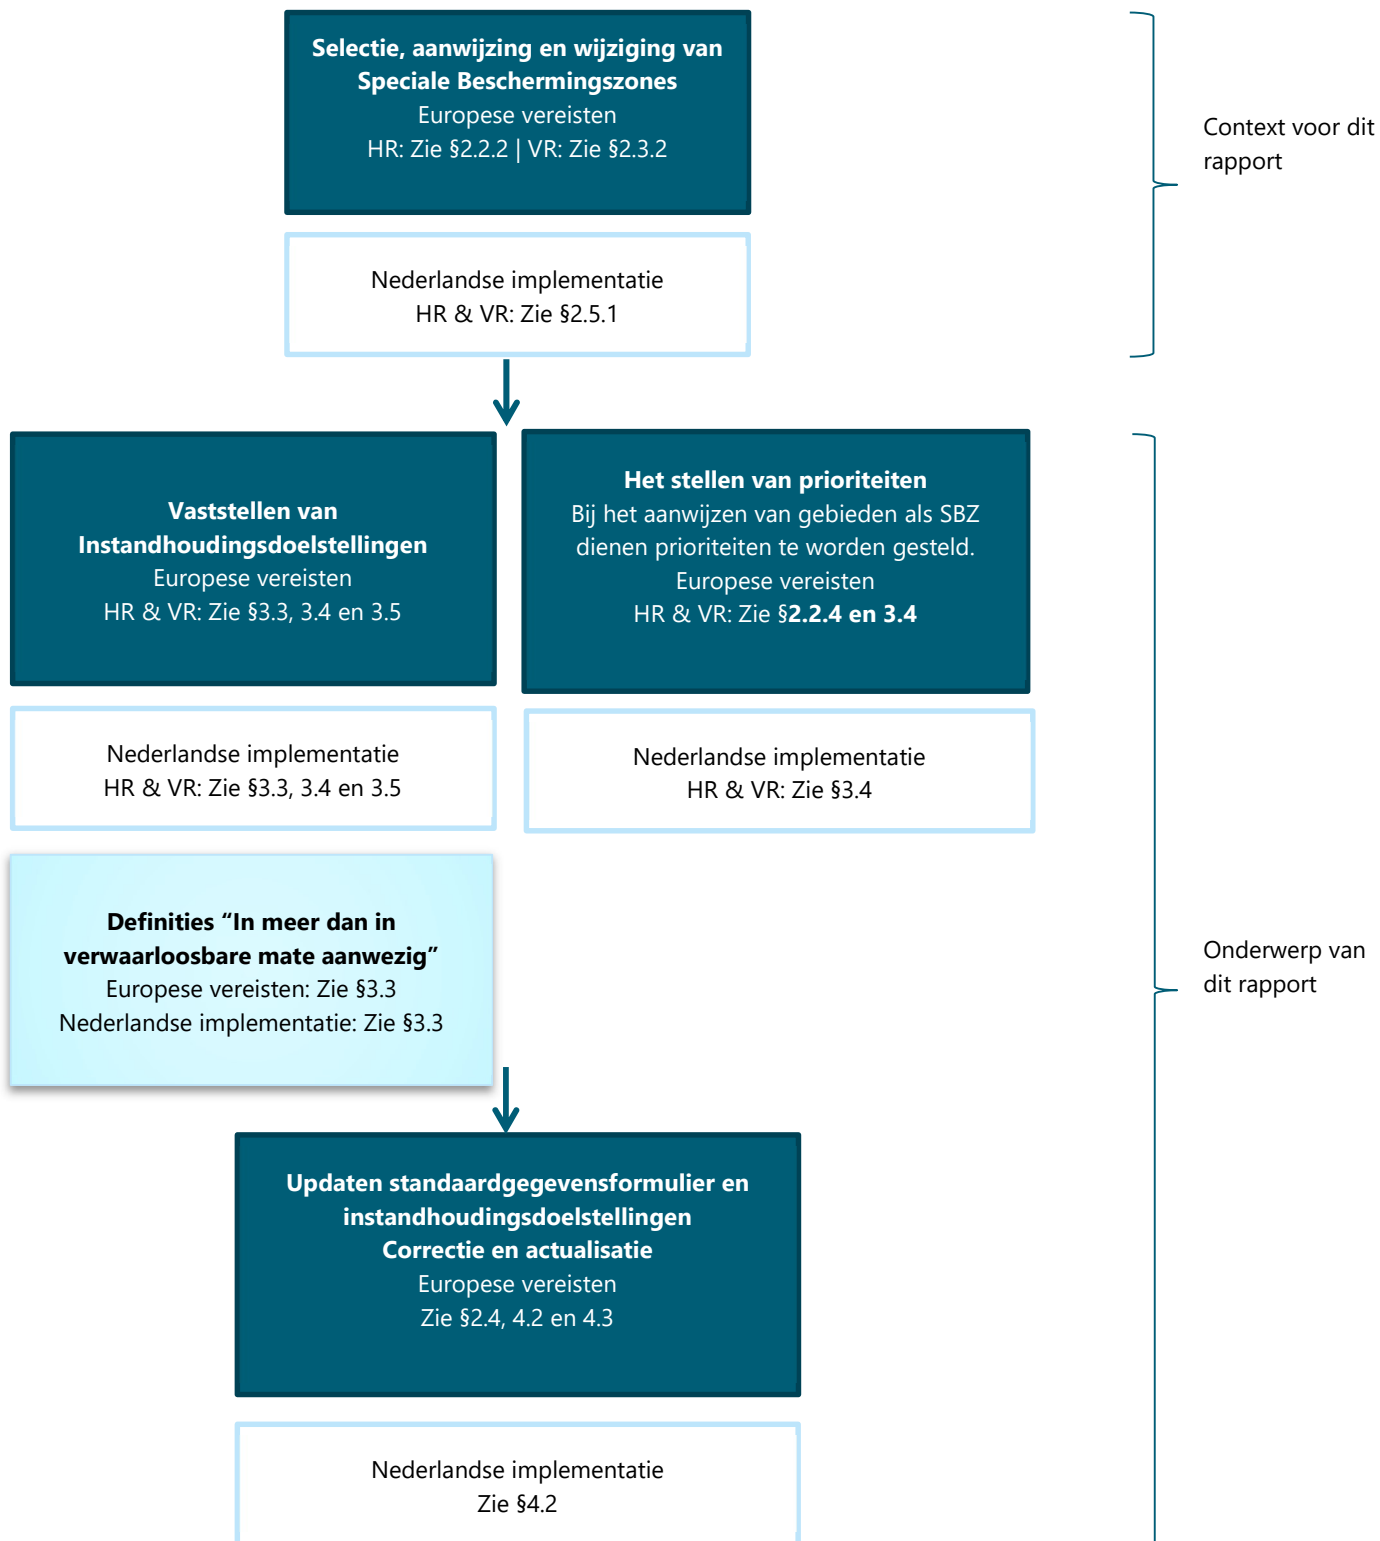 Selectie, aanwijzing en wijziging van
Speciale Beschermingszones
Europese vereisten
HR: Zie §2.2.2 | VR: Zie §2.3.2
Context voor dit
rapport
Nederlandse implementatie
HR & VR: Zie §2.5.1
Vaststellen van
Instandhoudingsdoelstellingen
Europese vereisten
HR & VR: Zie §3.3, 3.4 en 3.5
Het stellen van prioriteiten
Bij het aanwijzen van gebieden als SBZ
dienen prioriteiten te worden gesteld.
Europese vereisten
HR & VR: Zie §2.2.4 en 3.4
Nederlandse implementatie
HR & VR: Zie §3.3, 3.4 en 3.5
Nederlandse implementatie
HR & VR: Zie §3.4
Definities “In meer dan in
verwaarloosbare mate aanwezig”
Europese vereisten: Zie §3.3
Nederlandse implementatie: Zie §3.3
Onderwerp van
dit rapport
Updaten standaardgegevensformulier en
instandhoudingsdoelstellingen
Correctie en actualisatie
Europese vereisten
Zie §2.4, 4.2 en 4.3
Nederlandse implementatie
Zie §4.2